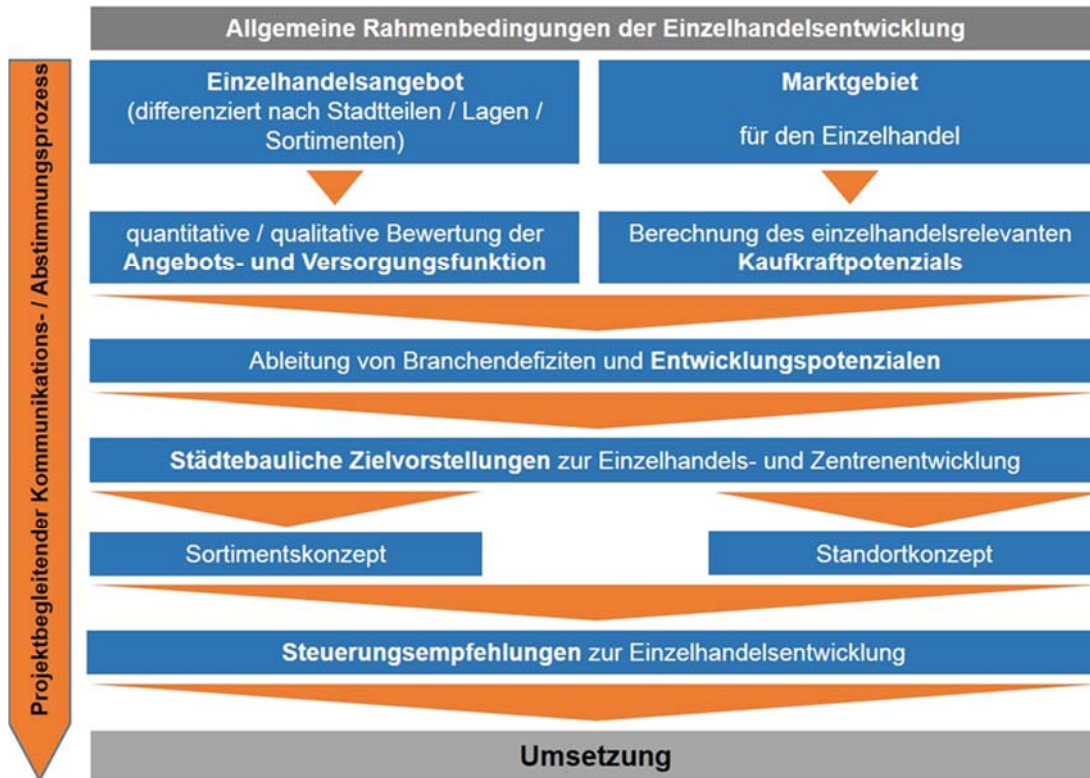 Allgemeine Rahmenbedingungen der Einzelhandelsentwicklung
Projektbegleitender Kommunikations- / Abstimmungsprozess
Einzelhandelsangebot
(differenziert nach Stadtteilen / Lagen /
Sortimenten)
Marktgebiet
für den Einzelhandel
quantitative / qualitative Bewertung der
Angebots- und Versorgungsfunktion
Berechnung des einzelhandelsrelevanten
Kaufkraftpotenzials
Ableitung von Branchendefiziten und Entwicklungspotenzialen
Städtebauliche Zielvorstellungen zur Einzelhandels- und Zentrenentwicklung
Sortimentskonzept
Standortkonzept
Steuerungsempfehlungen zur Einzelhandelsentwicklung
Umsetzung